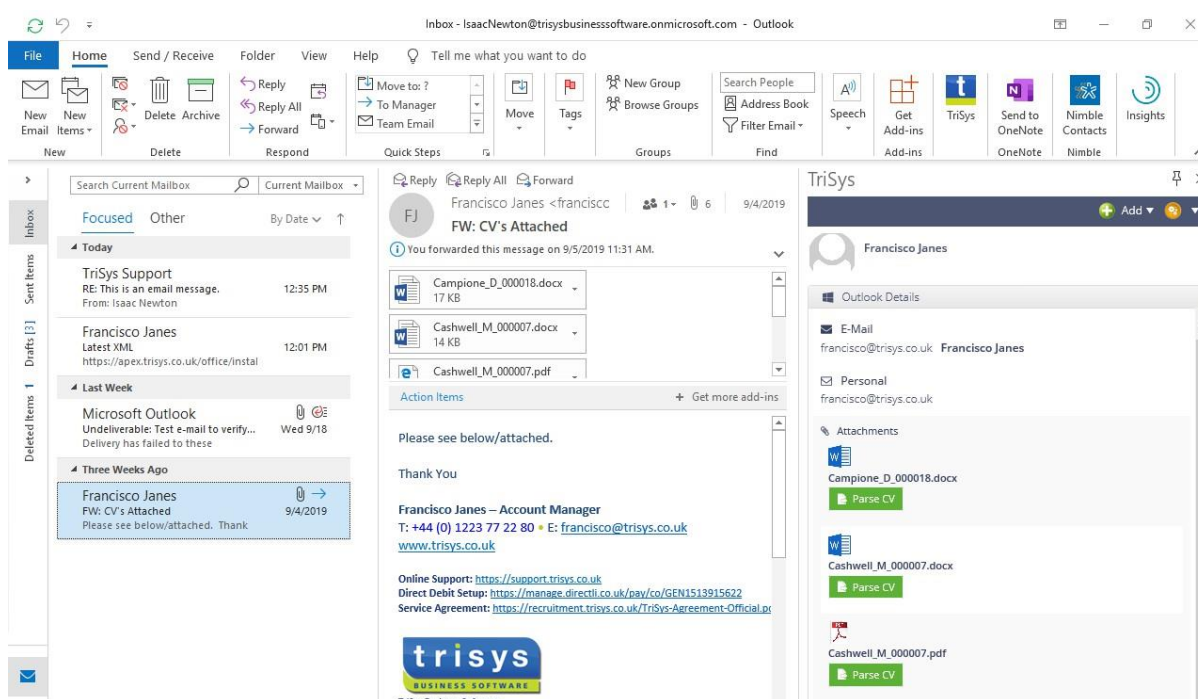 Inbox - IsaacNewton@trisysbusinesssoftware.onmicrosoft.com - Outlook
File Home Send / Receive Folder View Help Tell me what you want to do
New Email
New Items
Delete
Archive
Reply
Reply All
Forward
Move to: ?
To Manager
Team Email
Move
Tags
New Group
Browse Groups
Search People
Address Book
Filter Email
Speech
Get Add-ins
TriSys
Send to OneNote
Nimble Contacts
Insights
New Delete Respond Quick Steps Groups Find Add-ins OneNote Nimble
Inbox
Sent Items
Drafts [3]
Deleted Items 1
Search Current Mailbox Current Mailbox
Focused Other By Date
Today
TriSys Support
RE: This is an email message. 12:35 PM
From: Isaac Newton
Francisco Janes
Latest XML 12:01 PM
https://apex.trisys.co.uk/office/instal
Last Week
Microsoft Outlook
Undeliverable: Test e-mail to verify... Wed 9/18
Delivery has failed to these
Three Weeks Ago
Francisco Janes
FW: CV's Attached 9/4/2019
Please see below/attached. Thank
Reply Reply All Forward
FJ
Francisco Janes <franciscc 1 6 9/4/2019
FW: CV's Attached
You forwarded this message on 9/5/2019 11:31 AM.
Campione_D_000018.docx
17 KB
Cashwell_M_000007.docx
14 KB
Cashwell_M_000007.pdf
Action Items + Get more add-ins
Please see below/attached.
Thank You
Francisco Janes – Account Manager
T: +44 (0) 1223 77 22 80 • E: francisco@trisys.co.uk
www.trisys.co.uk
Online Support: https://support.trisys.co.uk
Direct Debit Setup: https://manage.directli.co.uk/pay/co/GEN1513915622
Service Agreement: https://recruitment.trisys.co.uk/TriSys-Agreement-Official.pd
trisys
BUSINESS SOFTWARE
TriSys
Add
Francisco Janes
Outlook Details
E-Mail
francisco@trisys.co.uk Francisco Janes
Personal
francisco@trisys.co.uk
Attachments
Campione_D_000018.docx
Parse CV
Cashwell_M_000007.docx
Parse CV
Cashwell_M_000007.pdf
Parse CV